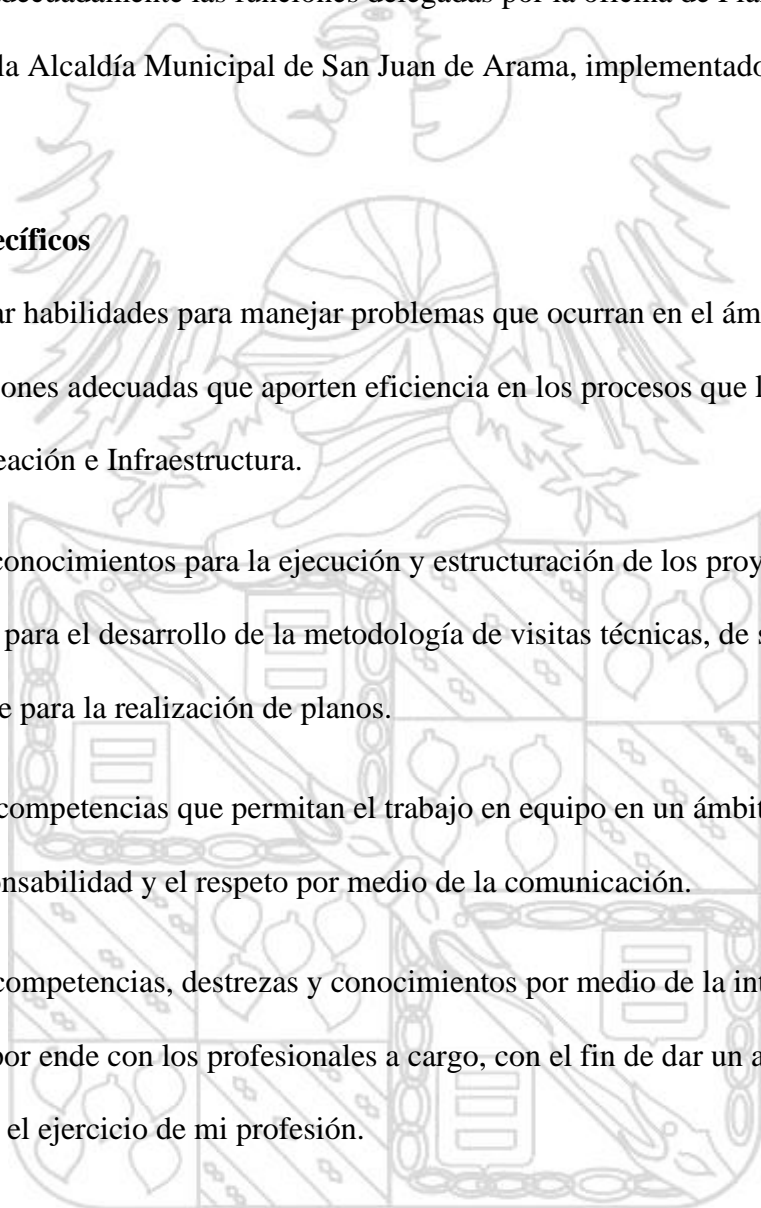 adecuadamente las funciones delegadas por la oficina de
la Alcaldía Municipal de San Juan de Arama, implementado
ecíficos
ar habilidades para manejar problemas que ocurran en el ám
ones adecuadas que aporten eficiencia en los procesos que
eación e Infraestructura.
conocimientos para la ejecución y estructuración de los proy
para el desarrollo de la metodología de visitas técnicas, de s
e para la realización de planos.
competencias que permitan el trabajo en equipo en un ámbit
onsabilidad y el respeto por medio de la comunicación.
competencias, destrezas y conocimientos por medio de la int
por ende con los profesionales a cargo, con el fin de dar un a
el ejercicio de mi profesión.